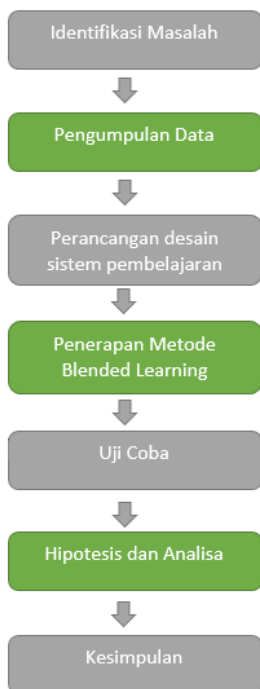 Identifikasi Masalah
Pengumpulan Data
Perancangan desain
sistem pembelajaran
Penerapan Metode
Blended Learning
Uji Coba
Hipotesis dan Analisa
Kesimpulan